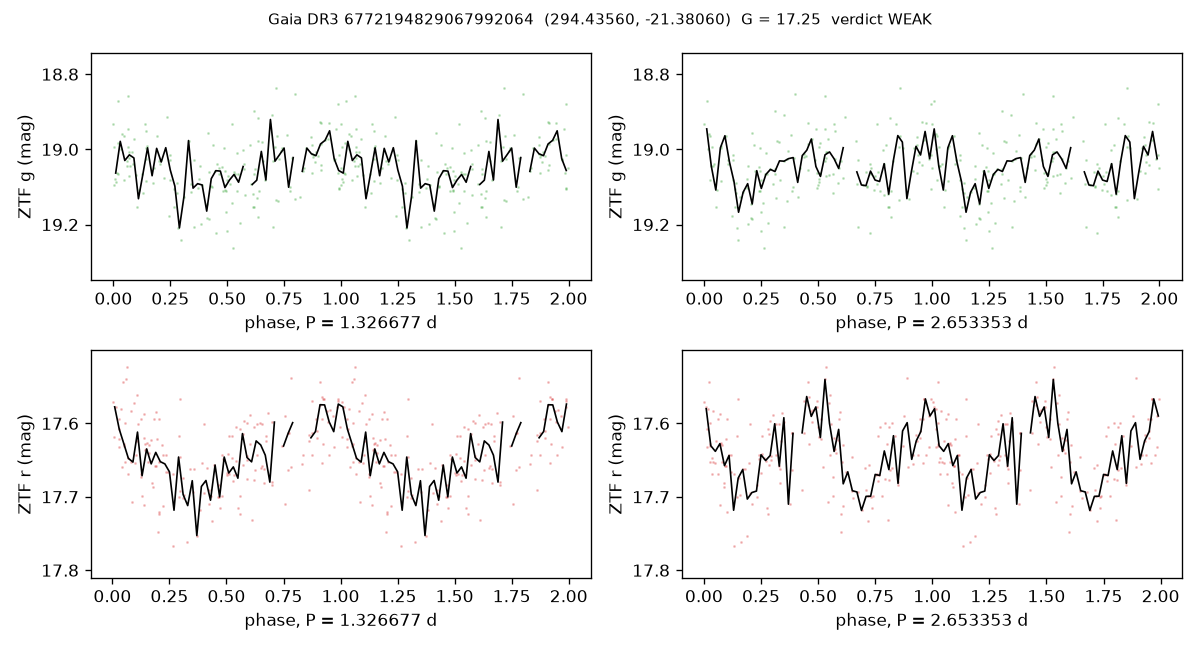 Gaia DR3 6772194829067992064 (294.43560, -21.38060) G = 17.25 verdict WEAK
ZTF g (mag)
18.8
19.0
19.2
0.00 0.25 0.50 0.75 1.00 1.25 1.50 1.75 2.00
phase, P = 1.326677 d
ZTF g (mag)
18.8
19.0
19.2
0.00 0.25 0.50 0.75 1.00 1.25 1.50 1.75 2.00
phase, P = 2.653353 d
ZTF r (mag)
17.6
17.7
17.8
0.00 0.25 0.50 0.75 1.00 1.25 1.50 1.75 2.00
phase, P = 1.326677 d
ZTF r (mag)
17.6
17.7
17.8
0.00 0.25 0.50 0.75 1.00 1.25 1.50 1.75 2.00
phase, P = 2.653353 d